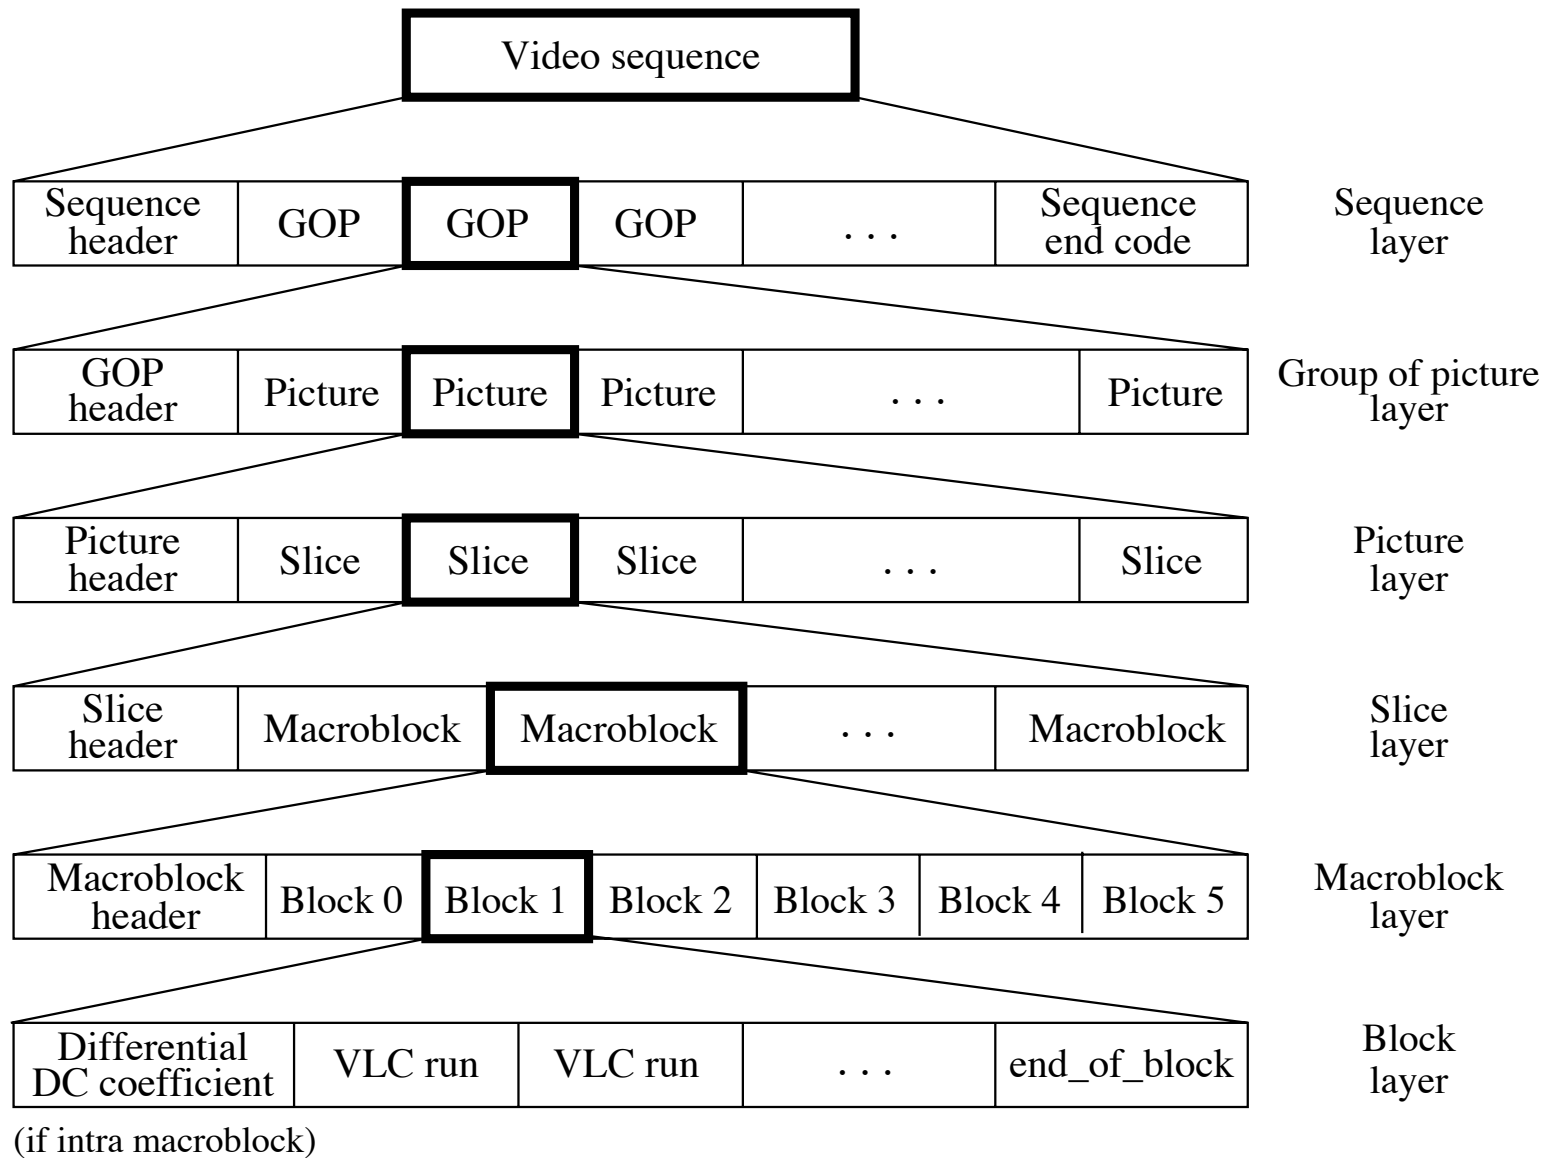 Video sequence
Sequence header GOP GOP GOP . . . Sequence end code Sequence layer
GOP header Picture Picture Picture . . . Picture Group of picture layer
Picture header Slice Slice Slice . . . Slice Picture layer
Slice header Macroblock Macroblock . . . Macroblock Slice layer
Macroblock header Block 0 Block 1 Block 2 Block 3 Block 4 Block 5 Macroblock layer
Differential DC coefficient VLC run VLC run . . . end_of_block Block layer
(if intra macroblock)